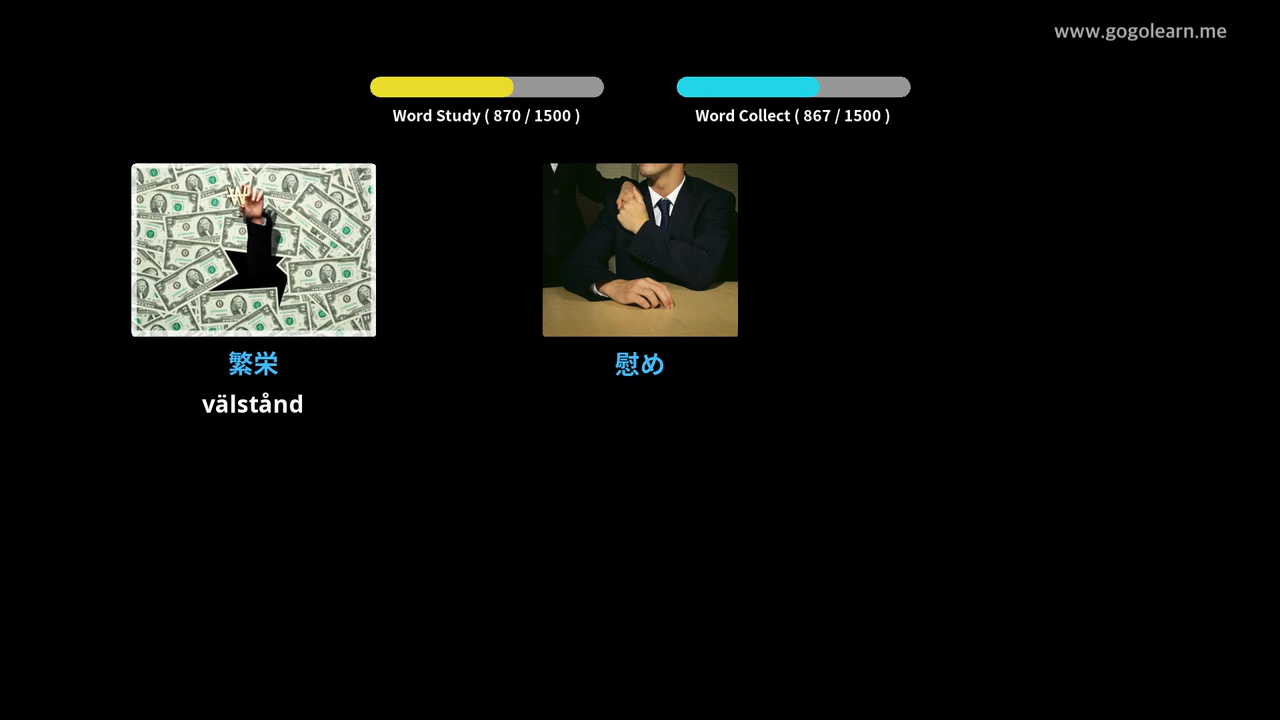 www.gogolearn.me
Word Study ( 870 / 1500 )
Word Collect ( 867 / 1500 )
繁栄
välstånd
慰め